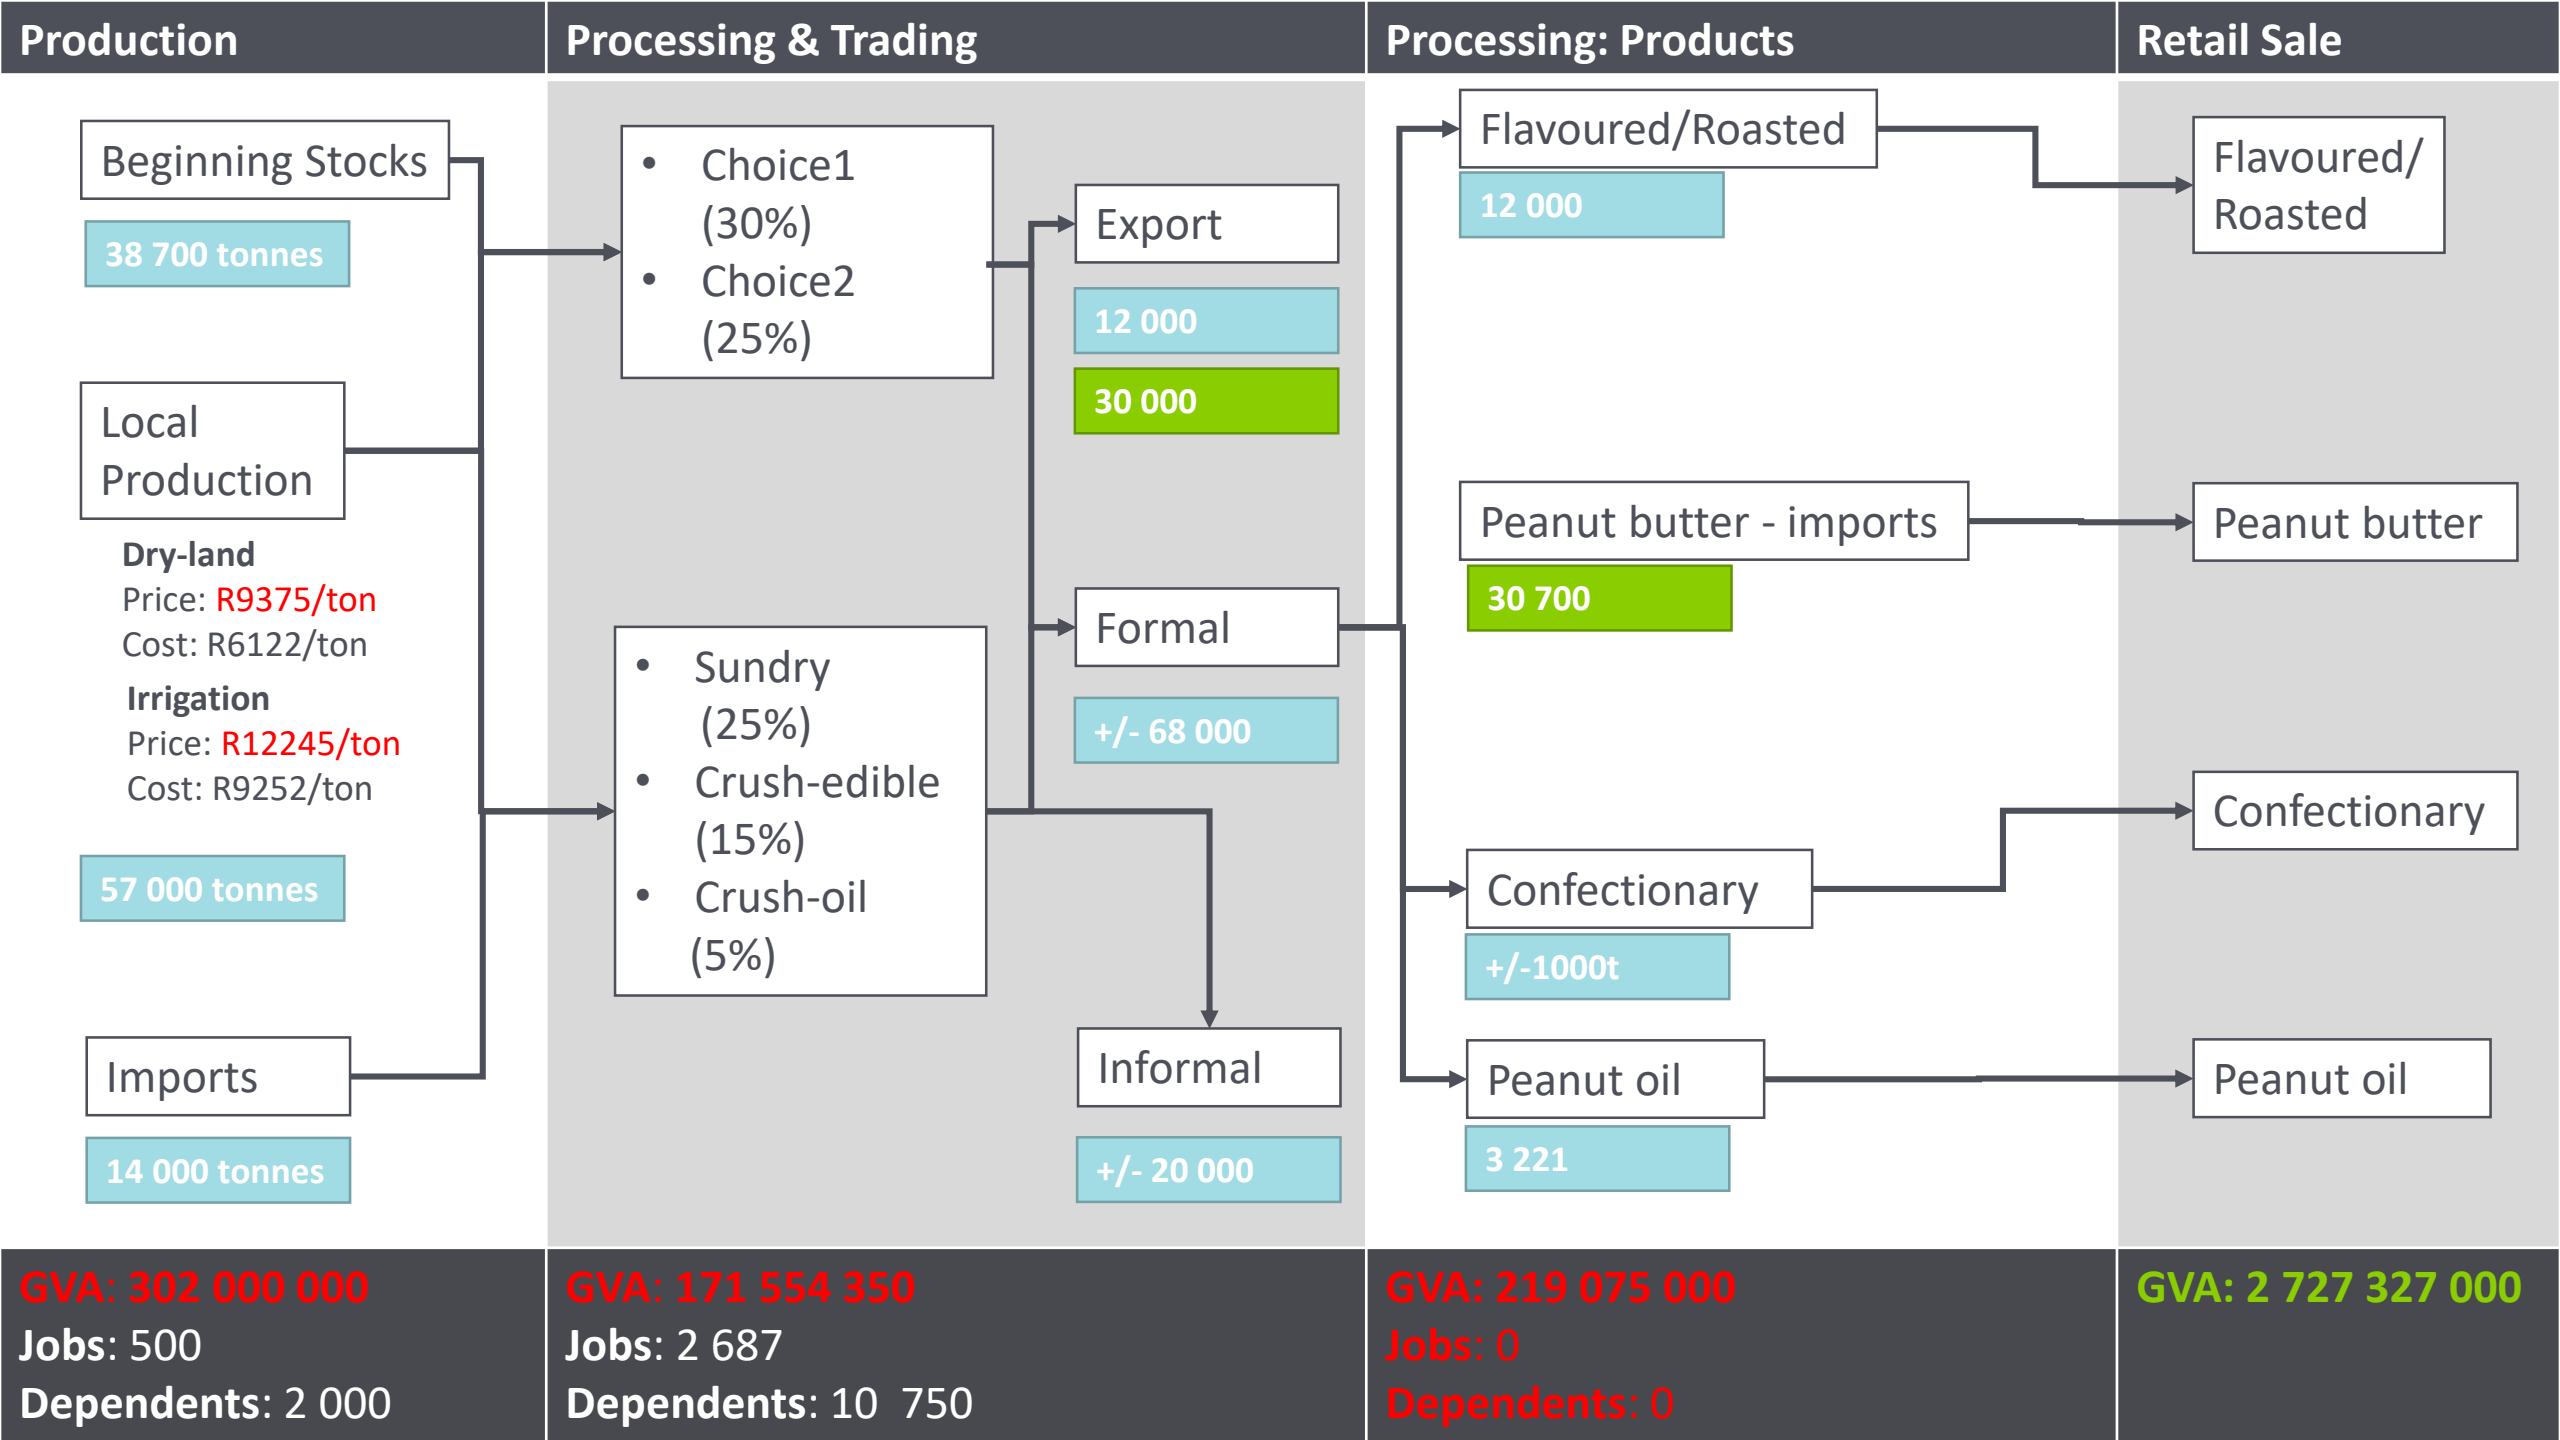 Production
Processing & Trading
Processing: Products
Retail Sale
Beginning Stocks
38 700 tonnes
Local
Production
Dry-land
Price: R9375/ton
Cost: R6122/ton
Irrigation
Price: R12245/ton
Cost: R9252/ton
57 000 tonnes
Imports
14 000 tonnes
• Choice1
(30%)
• Choice2
(25%)
• Sundry
(25%)
• Crush-edible
(15%)
• Crush-oil
(5%)
Export
12 000
30 000
Formal
+/- 68 000
Informal
+/- 20 000
Flavoured/Roasted
12 000
Peanut butter - imports
30 700
Confectionary
+/-1000t
Peanut oil
3 221
Flavoured/
Roasted
Peanut butter
Confectionary
Peanut oil
GVA: 302 000 000
Jobs: 500
Dependents: 2 000
GVA: 171 554 350
Jobs: 2 687
Dependents: 10  750
GVA: 219 075 000
Jobs: 0
Dependents: 0
GVA: 2 727 327 000